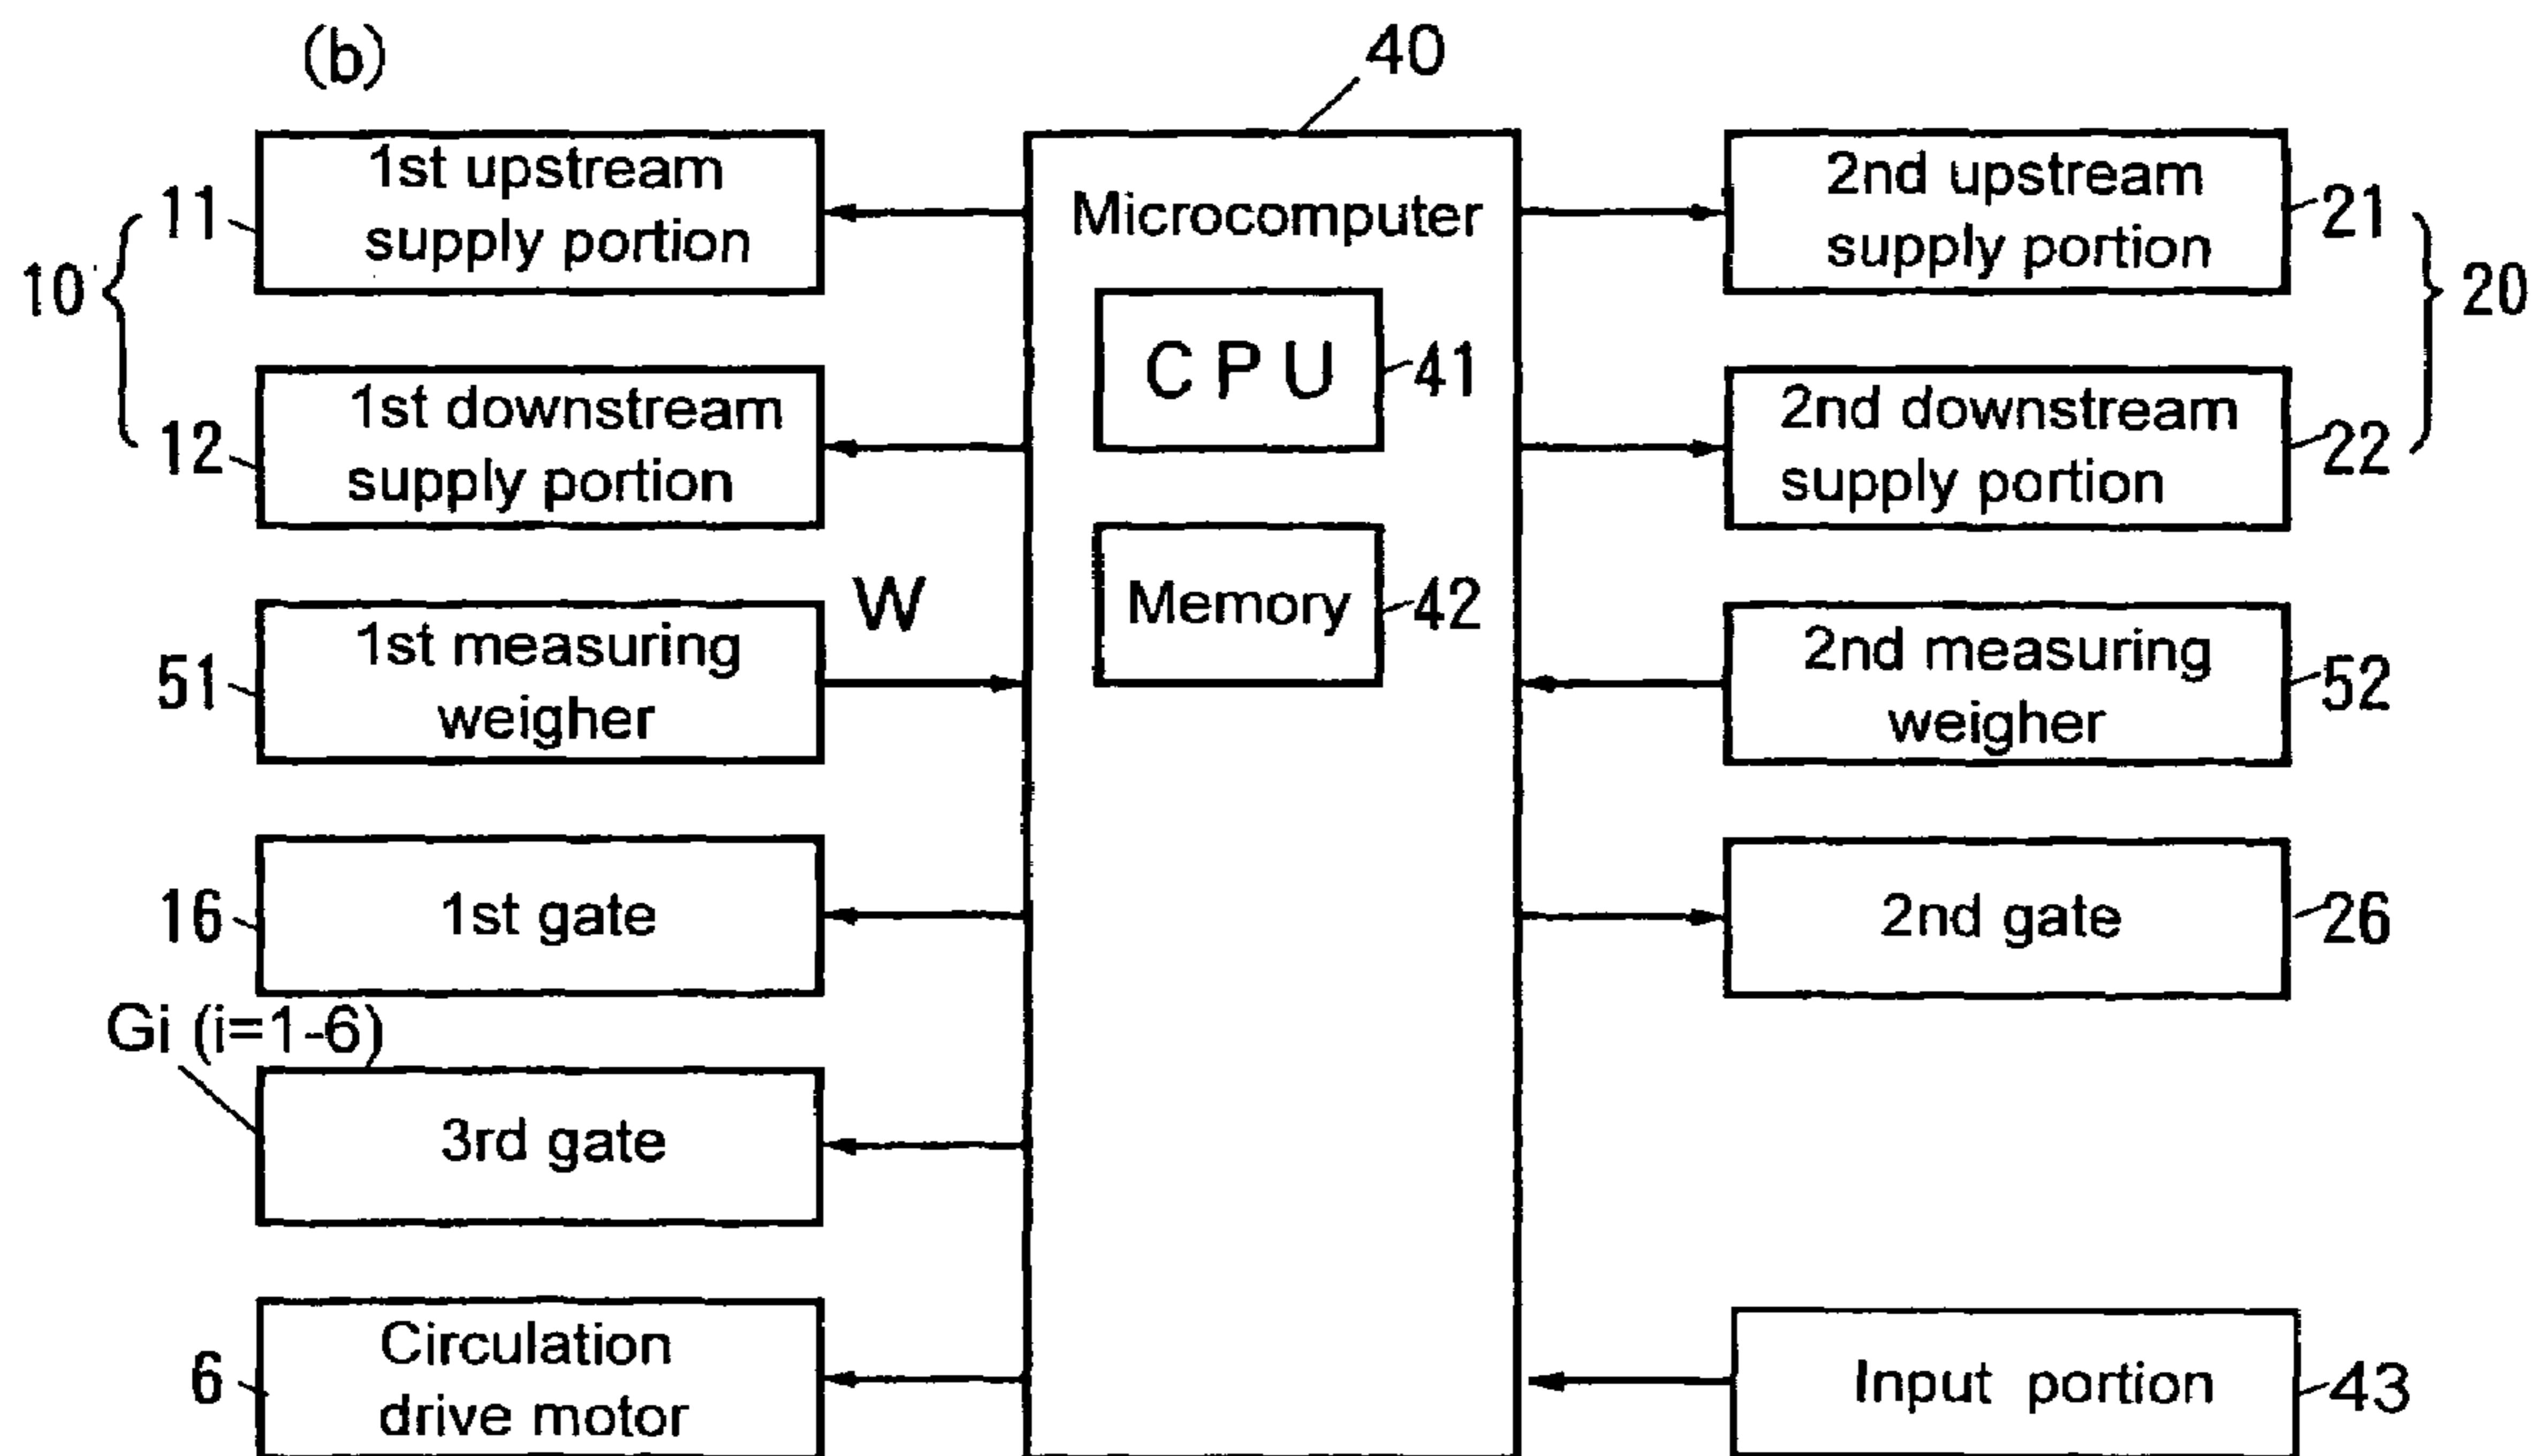 (b)
40
1st upstream
supply portion
11
10
1st downstream
supply portion
12
1st measuring
weigher
51
W
1st gate
16
Gi (i=1-6)
3rd gate
Circulation
drive motor
6
Microcomputer
CPU
41
Memory
42
2nd upstream
supply portion
21
20
2nd downstream
supply portion
22
2nd measuring
weigher
52
2nd gate
26
Input portion
43